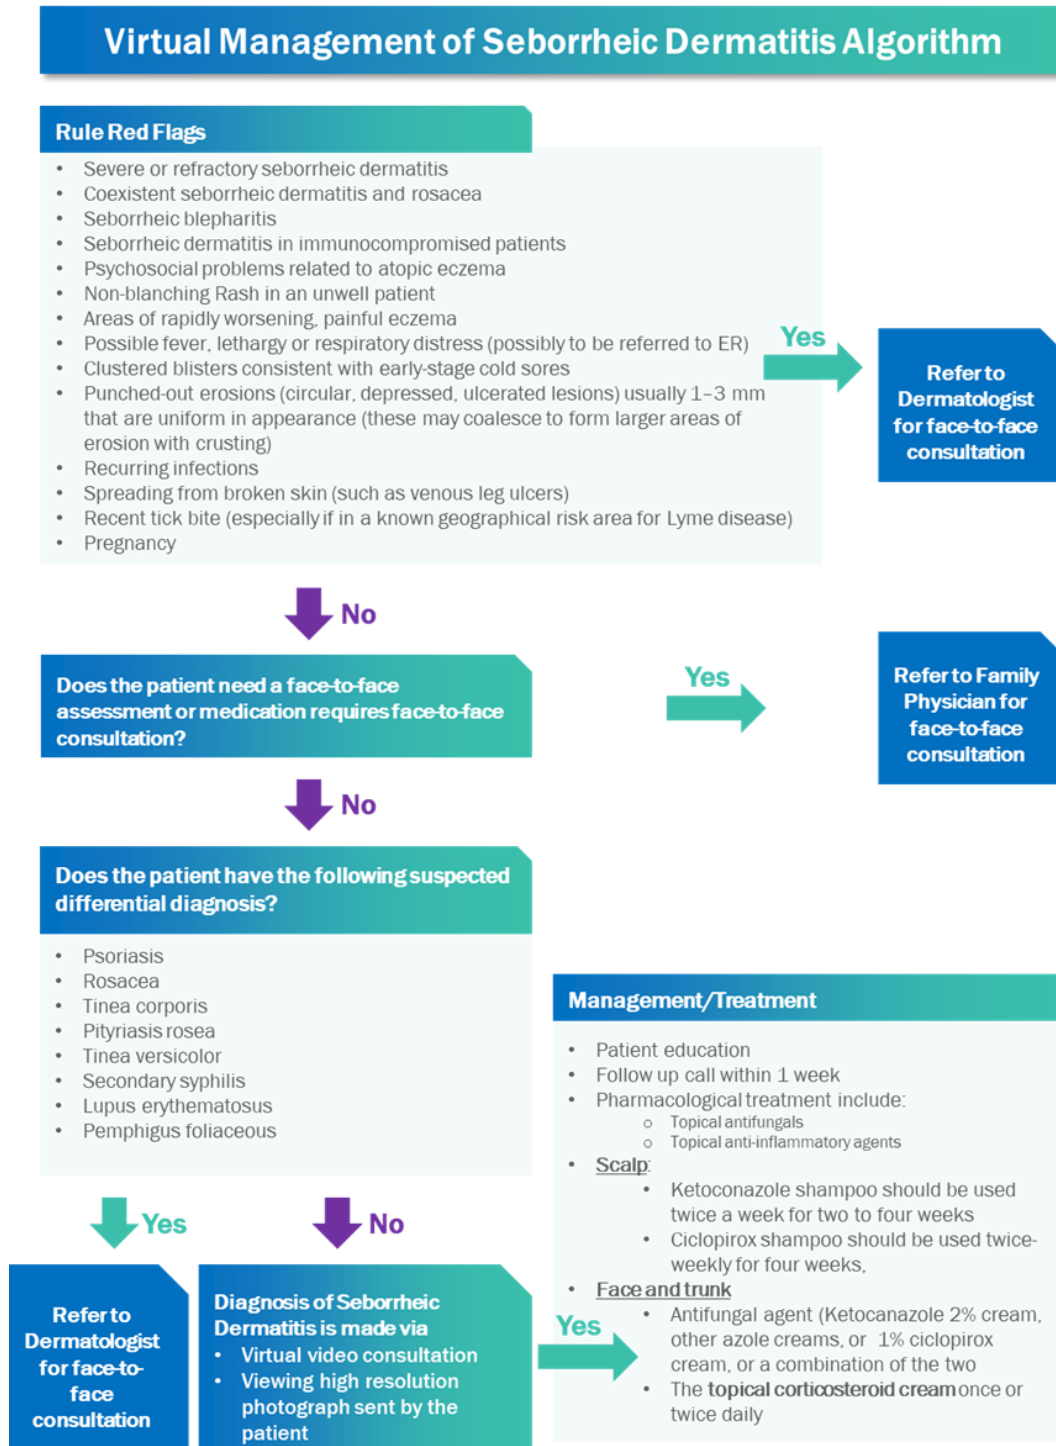 Virtual Management of Seborrheic Dermatitis Algorithm
Rule Red Flags
• Severe or refractory seborrheic dermatitis
• Coexistent seborrheic dermatitis and rosacea
• Seborrheic blepharitis
• Seborrheic dermatitis in immunocompromised patients
• Psychosocial problems related to atopic eczema
• Non-blanching Rash in an unwell patient
• Areas of rapidly worsening, painful eczema
• Possible fever, lethargy or respiratory distress (possibly to be referred to ER)
• Clustered blisters consistent with early-stage cold sores
• Punched-out erosions (circular, depressed, ulcerated lesions) usually 1–3 mm
that are uniform in appearance (these may coalesce to form larger areas of
erosion with crusting)
• Recurring infections
• Spreading from broken skin (such as venous leg ulcers)
• Recent tick bite (especially if in a known geographical risk area for Lyme disease)
• Pregnancy
Yes
Refer to
Dermatologist
for face-to-face
consultation
No
Does the patient need a face-to-face
assessment or medication requires face-to-face
consultation?
Yes
Refer to Family
Physician for
face-to-face
consultation
No
Does the patient have the following suspected
differential diagnosis?
• Psoriasis
• Rosacea
• Tinea corporis
• Pityriasis rosea
• Tinea versicolor
• Secondary syphilis
• Lupus erythematosus
• Pemphigus foliaceous
Yes
Refer to
Dermatologist
for face-to-
face
consultation
No
Diagnosis of Seborrheic
Dermatitis is made via
• Virtual video consultation
• Viewing high resolution
photograph sent by the
patient
Yes
Management/Treatment
• Patient education
• Follow up call within 1 week
• Pharmacological treatment include:
o Topical antifungals
o Topical anti-inflammatory agents
• Scalp:
• Ketoconazole shampoo should be used
twice a week for two to four weeks
• Ciclopirox shampoo should be used twice-
weekly for four weeks,
• Face and trunk
• Antifungal agent (Ketocanazole 2% cream,
other azole creams, or 1% ciclopirox
cream, or a combination of the two
• The topical corticosteroid cream once or
twice daily